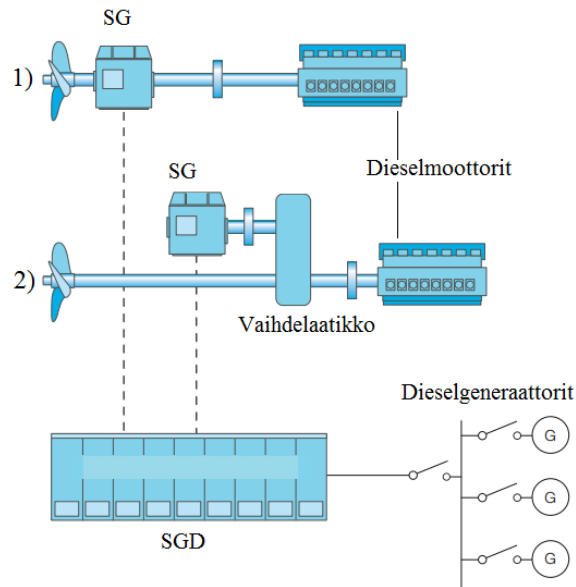 SG
1)
Dieselmoottorit
SG
2)
Vaihdelaatikko
Dieselgeneraattorit
G
G
G
SGD